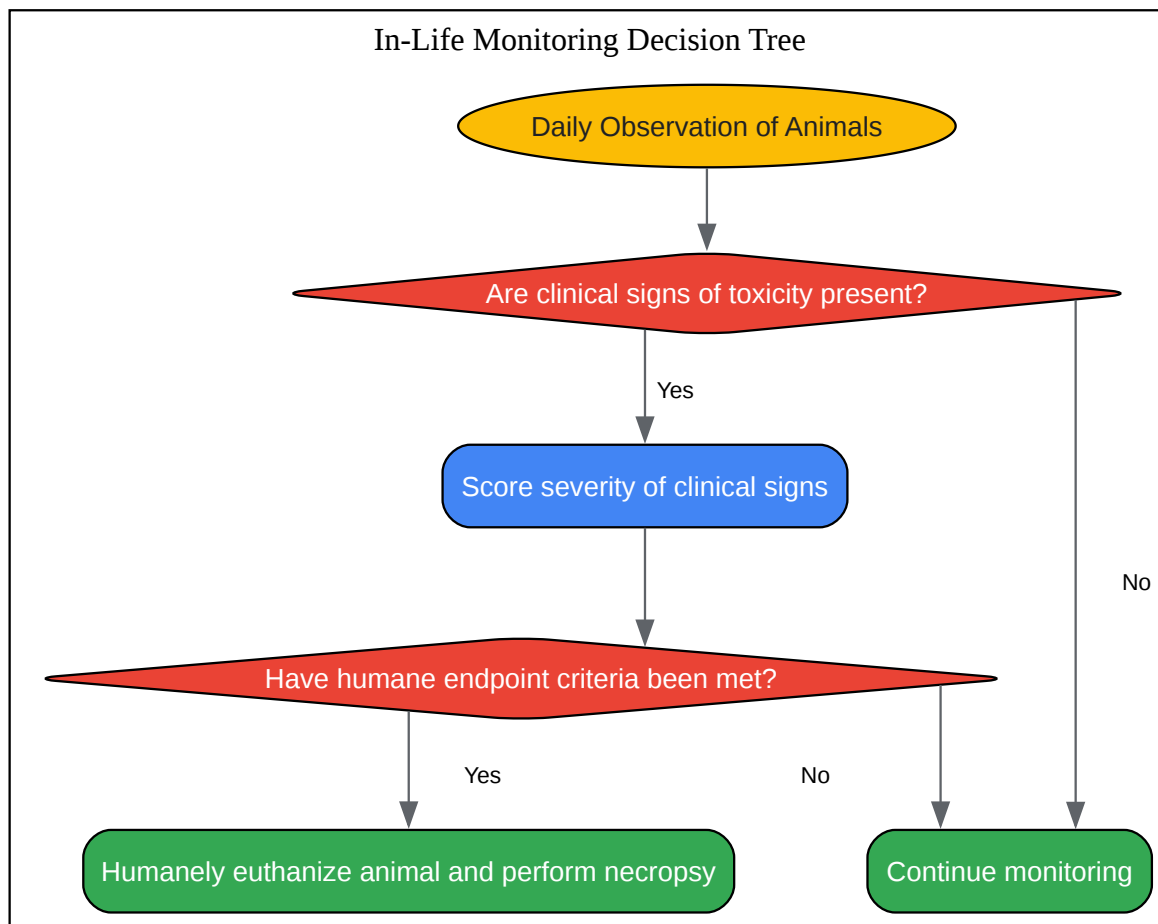 In-Life Monitoring Decision Tree
Daily Observation of Animals
Are clinical signs of toxicity present?
Yes
Score severity of clinical signs
No
Have humane endpoint criteria been met?
Yes
No
Humanely euthanize animal and perform necropsy
Continue monitoring